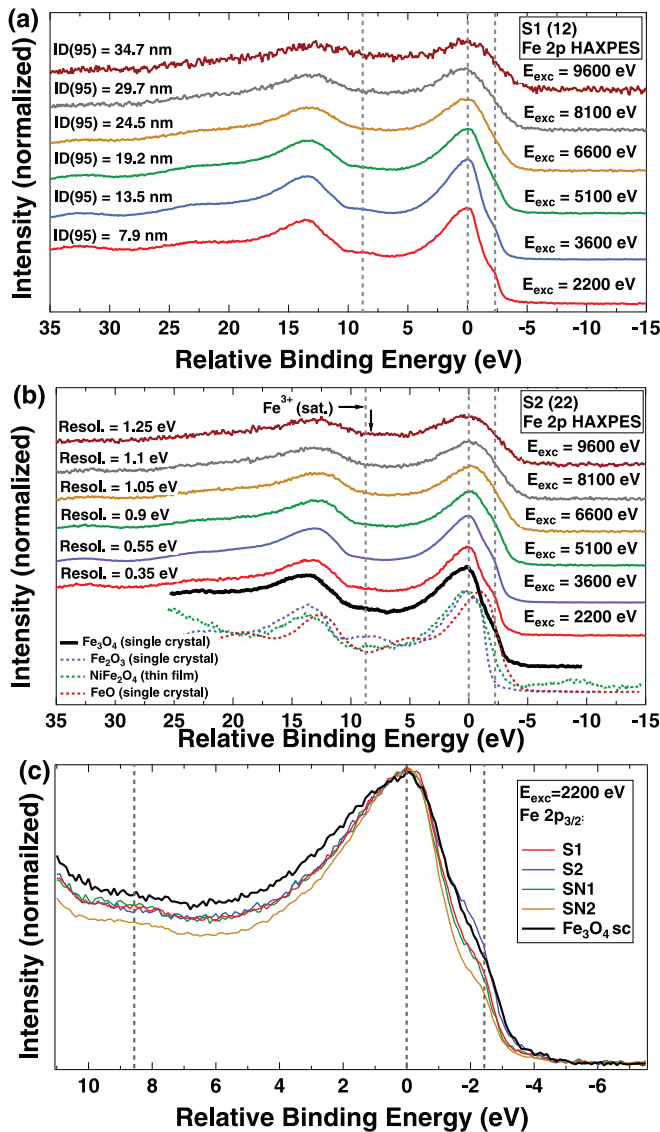 (a)
S1 (12)
Fe 2p HAXPES
ID(95) = 34.7 nm
E_exc = 9600 eV
ID(95) = 29.7 nm
E_exc = 8100 eV
ID(95) = 24.5 nm
E_exc = 6600 eV
ID(95) = 19.2 nm
E_exc = 5100 eV
ID(95) = 13.5 nm
E_exc = 3600 eV
ID(95) = 7.9 nm
E_exc = 2200 eV
Intensity (normalized)
35 30 25 20 15 10 5 0 -5 -10 -15
Relative Binding Energy (eV)
(b)
Fe³⁺ (sat.)
S2 (22)
Fe 2p HAXPES
Resol. = 1.25 eV
E_exc = 9600 eV
Resol. = 1.1 eV
E_exc = 8100 eV
Resol. = 1.05 eV
E_exc = 6600 eV
Resol. = 0.9 eV
E_exc = 5100 eV
Resol. = 0.55 eV
E_exc = 3600 eV
Resol. = 0.35 eV
E_exc = 2200 eV
Fe₃O₄ (single crystal)
Fe₂O₃ (single crystal)
NiFe₂O₄ (thin film)
FeO (single crystal)
Intensity (normalized)
35 30 25 20 15 10 5 0 -5 -10 -15
Relative Binding Energy (eV)
(c)
E_exc=2200 eV
Fe 2p₃/₂:
S1
S2
SN1
SN2
Fe₃O₄ sc
Intensity (normailzed)
10 8 6 4 2 0 -2 -4 -6
Relative Binding Energy (eV)